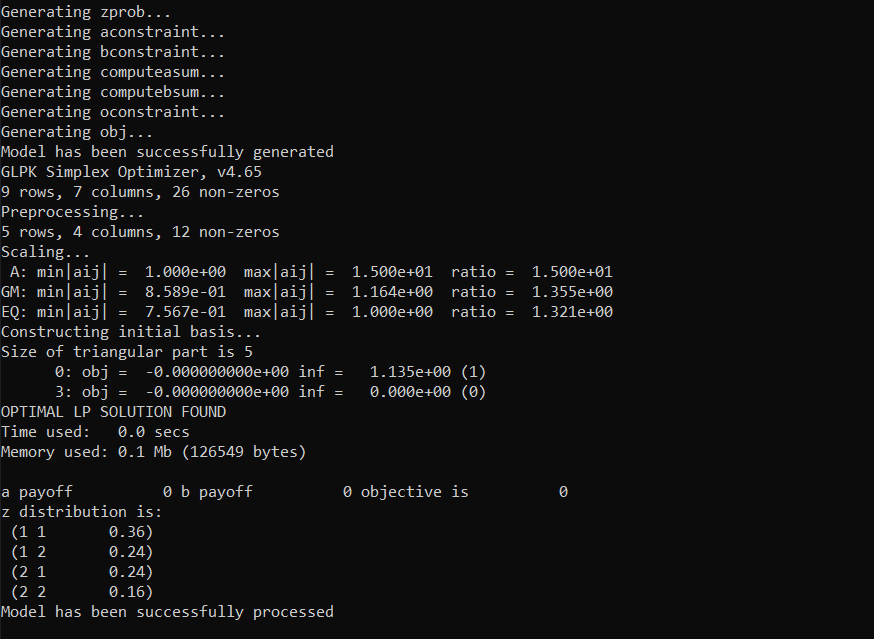 Generating zprob...
Generating aconstraint...
Generating bconstraint...
Generating computeasum...
Generating computebsum...
Generating oconstraint...
Generating obj...
Model has been successfully generated
GLPK Simplex Optimizer, v4.65
9 rows, 7 columns, 26 non-zeros
Preprocessing...
5 rows, 4 columns, 12 non-zeros
Scaling...
 A: min|aij| =  1.000e+00  max|aij| =  1.500e+01  ratio =  1.500e+01
GM: min|aij| =  8.589e-01  max|aij| =  1.164e+00  ratio =  1.355e+00
EQ: min|aij| =  7.567e-01  max|aij| =  1.000e+00  ratio =  1.321e+00
Constructing initial basis...
Size of triangular part is 5
      0: obj =  -0.000000000e+00 inf =   1.135e+00 (1)
      3: obj =  -0.000000000e+00 inf =   0.000e+00 (0)
OPTIMAL LP SOLUTION FOUND
Time used:   0.0 secs
Memory used: 0.1 Mb (126549 bytes)
a payoff          0 b payoff          0 objective is          0
z distribution is:
 (1 1       0.36)
 (1 2       0.24)
 (2 1       0.24)
 (2 2       0.16)
Model has been successfully processed